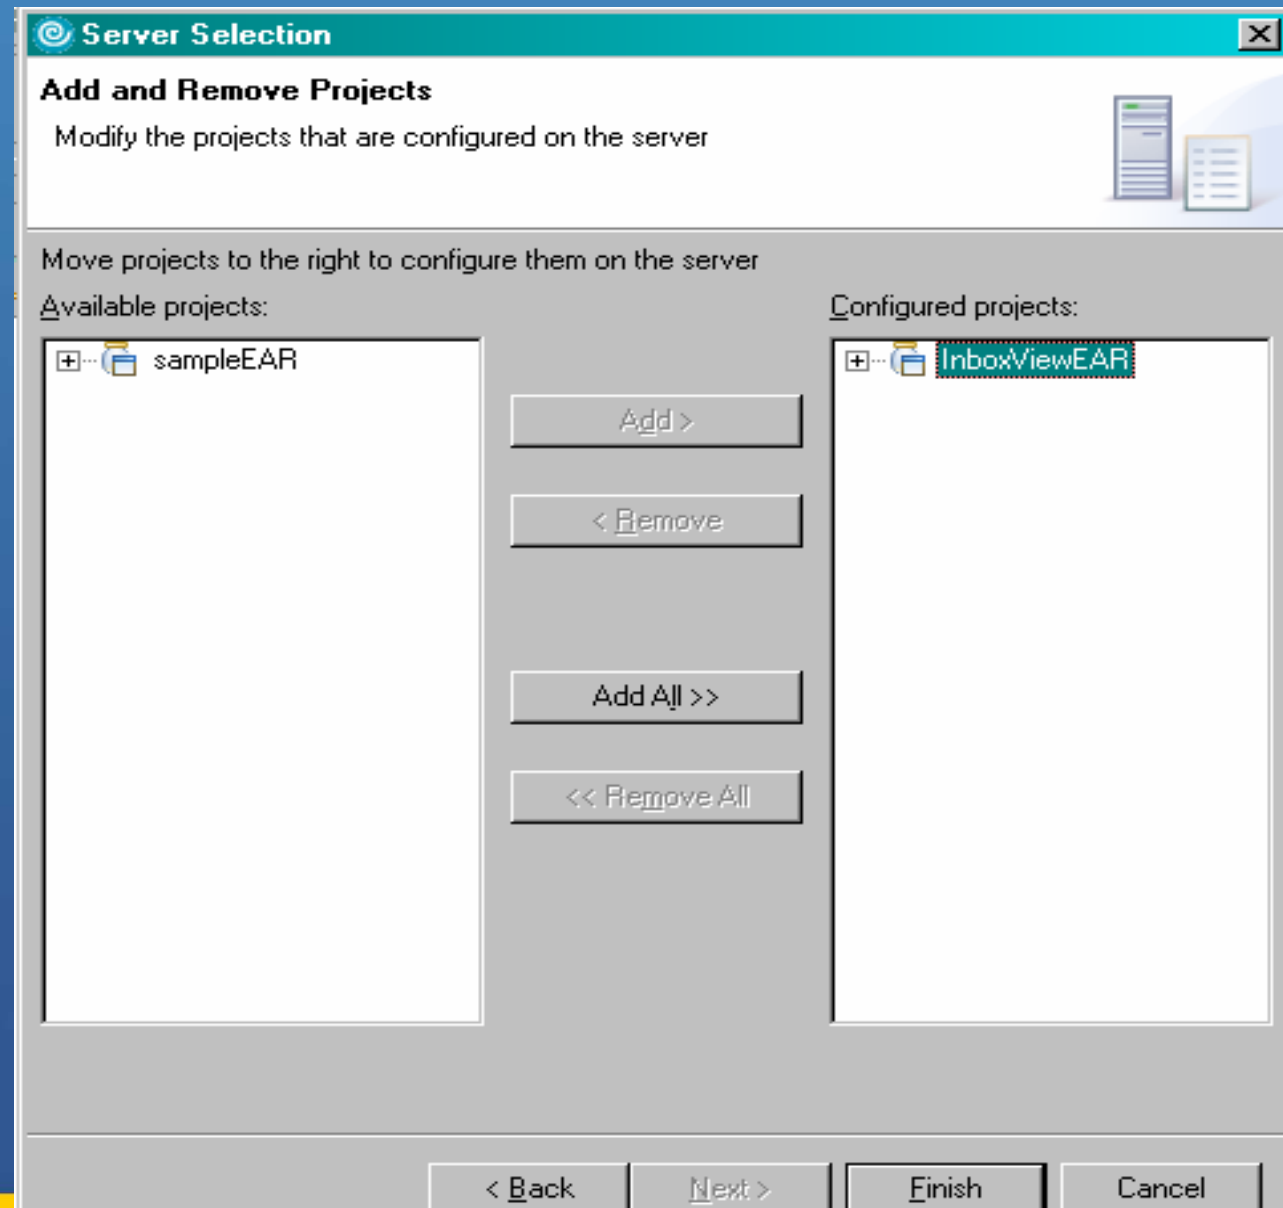 Server Selection
Add and Remove Projects
Modify the projects that are configured on the server
Move projects to the right to configure them on the server
Available projects:
Configured projects:
sampleEAR
InboxViewEAR
Add >
< Remove
Add All >>
<< Remove All
< Back
Next >
Finish
Cancel